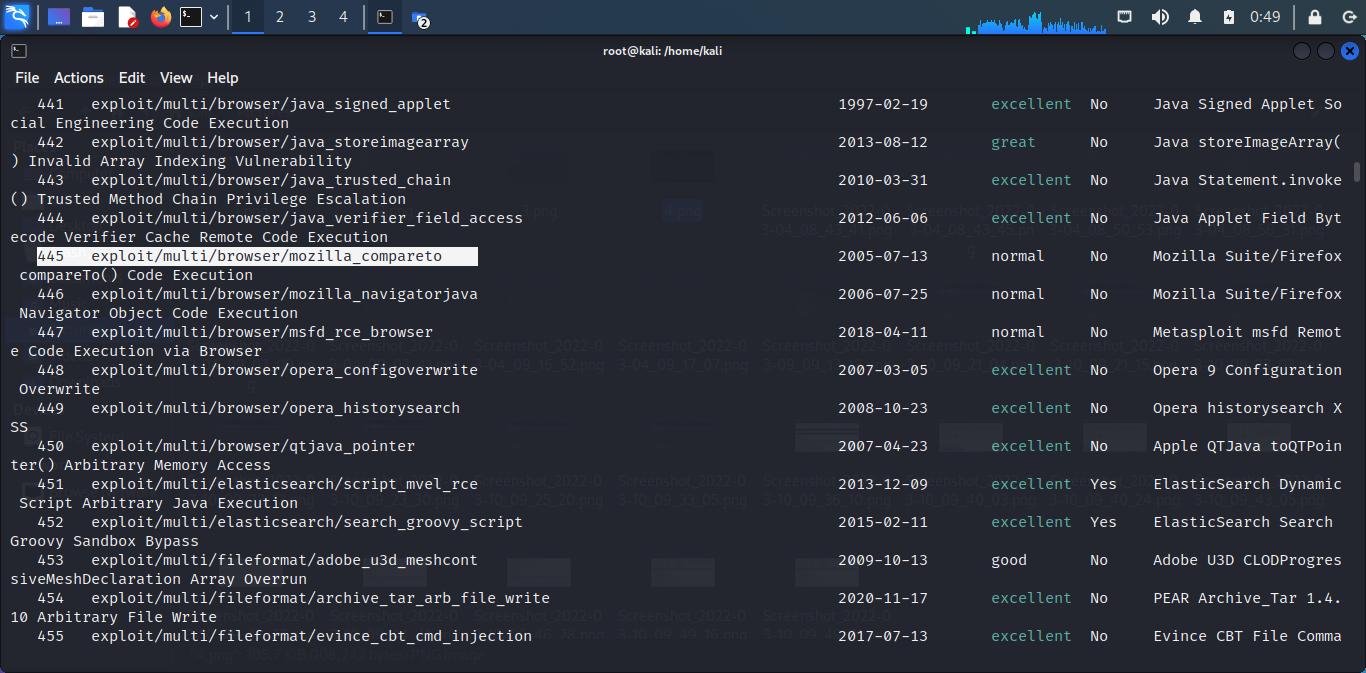 1 2 3 4 2 0:49
root@kali: /home/kali
File Actions Edit View Help
441 exploit/multi/browser/java_signed_applet 1997-02-19 excellent No Java Signed Applet So
cial Engineering Code Execution
442 exploit/multi/browser/java_storeimagearray 2013-08-12 great No Java storeImageArray(
) Invalid Array Indexing Vulnerability
443 exploit/multi/browser/java_trusted_chain 2010-03-31 excellent No Java Statement.invoke
() Trusted Method Chain Privilege Escalation
444 exploit/multi/browser/java_verifier_field_access 2012-06-06 excellent No Java Applet Field Byt
ecode Verifier Cache Remote Code Execution
445 exploit/multi/browser/mozilla_compareto 2005-07-13 normal No Mozilla Suite/Firefox
compareTo() Code Execution
446 exploit/multi/browser/mozilla_navigatorjava 2006-07-25 normal No Mozilla Suite/Firefox
Navigator Object Code Execution
447 exploit/multi/browser/msfd_rce_browser 2018-04-11 normal No Metasploit msfd Remot
e Code Execution via Browser
448 exploit/multi/browser/opera_configoverwrite 2007-03-05 excellent No Opera 9 Configuration
Overwrite
449 exploit/multi/browser/opera_historysearch 2008-10-23 excellent No Opera historysearch X
SS
450 exploit/multi/browser/qtjava_pointer 2007-04-23 excellent No Apple QTJava toQTPoin
ter() Arbitrary Memory Access
451 exploit/multi/elasticsearch/script_mvel_rce 2013-12-09 excellent Yes ElasticSearch Dynamic
Script Arbitrary Java Execution
452 exploit/multi/elasticsearch/search_groovy_script 2015-02-11 excellent Yes ElasticSearch Search
Groovy Sandbox Bypass
453 exploit/multi/fileformat/adobe_u3d_meshcont 2009-10-13 good No Adobe U3D CLODProgres
siveMeshDeclaration Array Overrun
454 exploit/multi/fileformat/archive_tar_arb_file_write 2020-11-17 excellent No PEAR Archive_Tar 1.4.
10 Arbitrary File Write
455 exploit/multi/fileformat/evince_cbt_cmd_injection 2017-07-13 excellent No Evince CBT File Comma